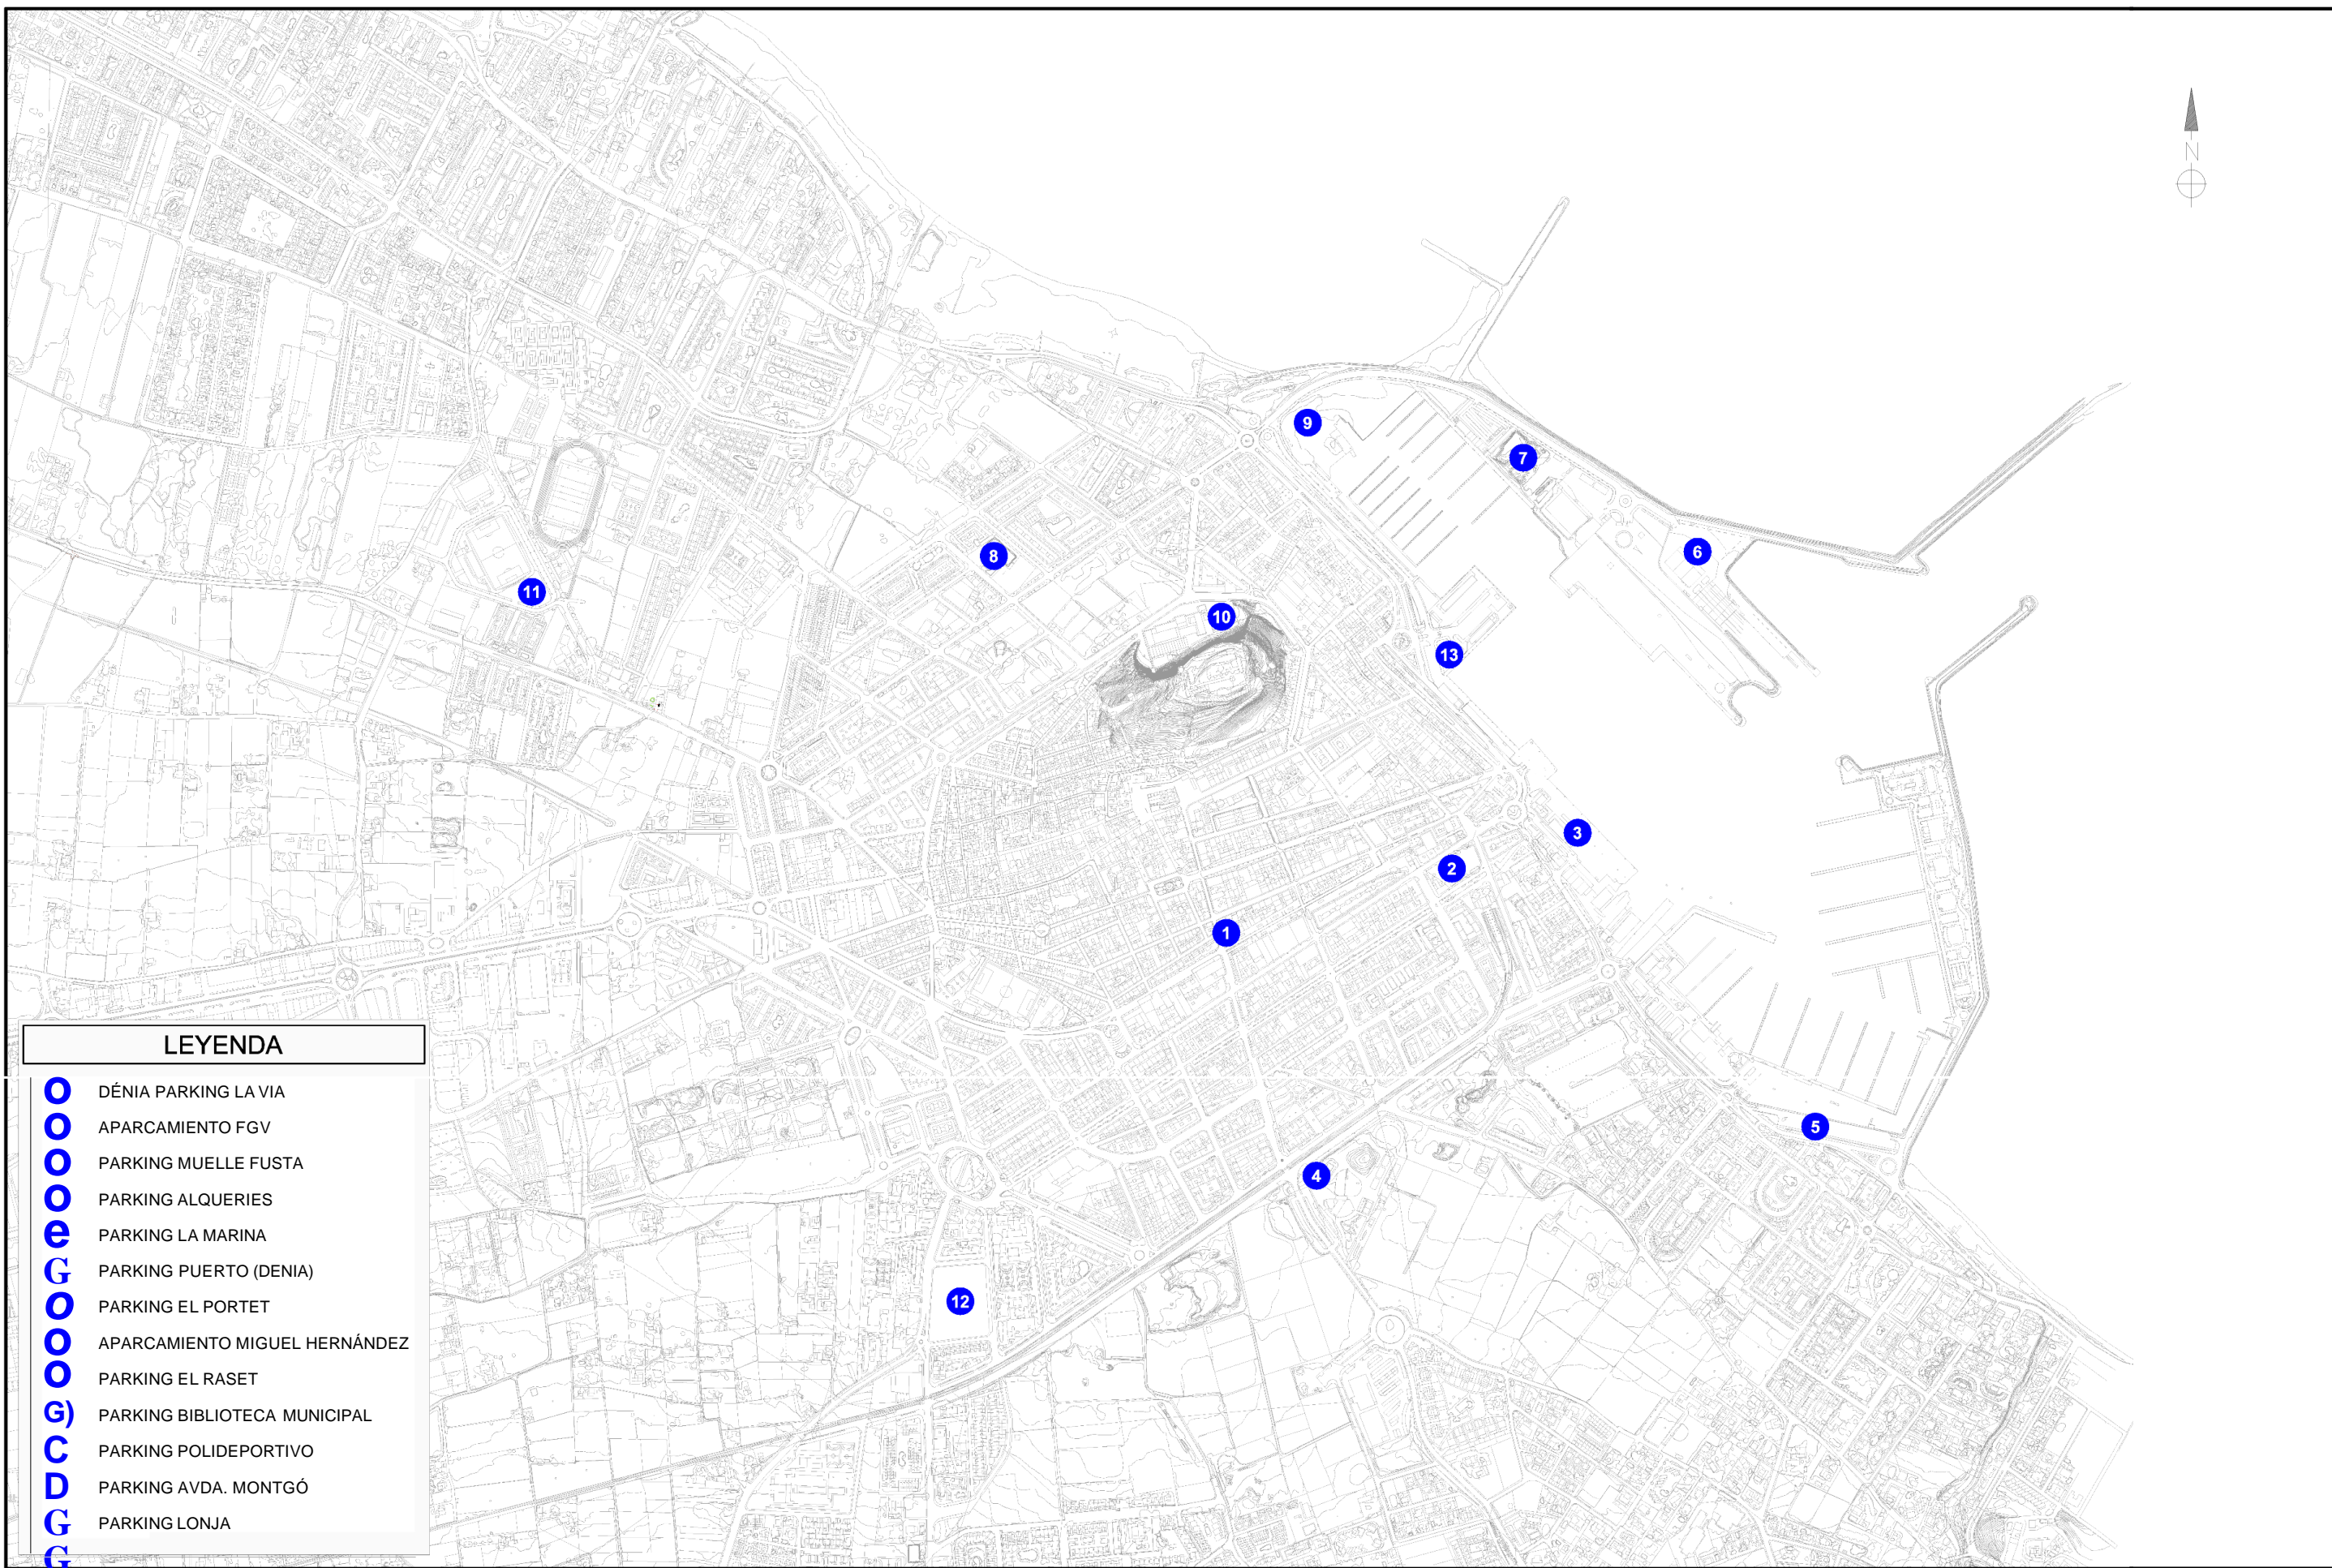 N
9
7
6
8
11
10
13
3
2
1
5
4
12
LEYENDA
O DÉNIA PARKING LA VIA
O APARCAMIENTO FGV
O PARKING MUELLE FUSTA
O PARKING ALQUERIES
e PARKING LA MARINA
G PARKING PUERTO (DENIA)
O PARKING EL PORTET
O APARCAMIENTO MIGUEL HERNÁNDEZ
O PARKING EL RASET
G) PARKING BIBLIOTECA MUNICIPAL
C PARKING POLIDEPORTIVO
D PARKING AVDA. MONTGÓ
G PARKING LONJA
G